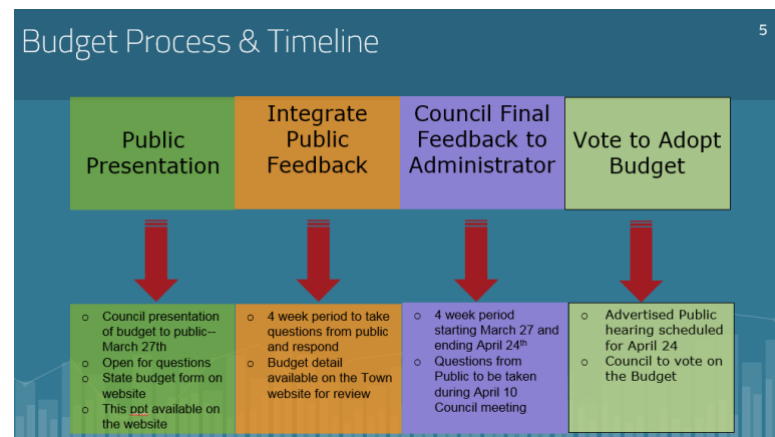 Budget Process & Timeline
5
Public
Presentation
Integrate
Public
Feedback
Council Final
Feedback to
Administrator
Vote to Adopt
Budget
o Council presentation
of budget to public--
March 27th
o Open for questions
o State budget form on
website
o This ppt available on
the website
o 4 week period to take
questions from public
and respond
o Budget detail
available on the Town
website for review
o 4 week period
starting March 27 and
ending April 24th
o Questions from
Public to be taken
during April 10
Council meeting
o Advertised Public
hearing scheduled
for April 24
o Council to vote on
the Budget